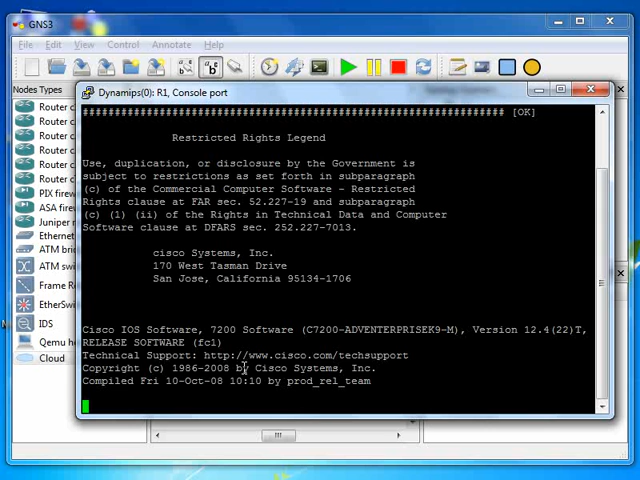 GNS3
File Edit View Control Annotate Help
Nodes Types
Dynamips(0): R1, Console port
Router c
Router c
Router c
Router c
Router c
PIX firew
ASA firew
Juniper r
Ethernet
ATM brid
ATM swi
Frame Re
EtherSwi
IDS
Qemu ho
Cloud
################################################################## [OK]
Restricted Rights Legend
Use, duplication, or disclosure by the Government is
subject to restrictions as set forth in subparagraph
(c) of the Commercial Computer Software - Restricted
Rights clause at FAR sec. 52.227-19 and subparagraph
(c) (1) (ii) of the Rights in Technical Data and Computer
Software clause at DFARS sec. 252.227-7013.
cisco Systems, Inc.
170 West Tasman Drive
San Jose, California 95134-1706
Cisco IOS Software, 7200 Software (C7200-ADVENTERPRISEK9-M), Version 12.4(22)T,
RELEASE SOFTWARE (fc1)
Technical Support: http://www.cisco.com/techsupport
Copyright (c) 1986-2008 by Cisco Systems, Inc.
Compiled Fri 10-Oct-08 10:10 by prod_rel_team